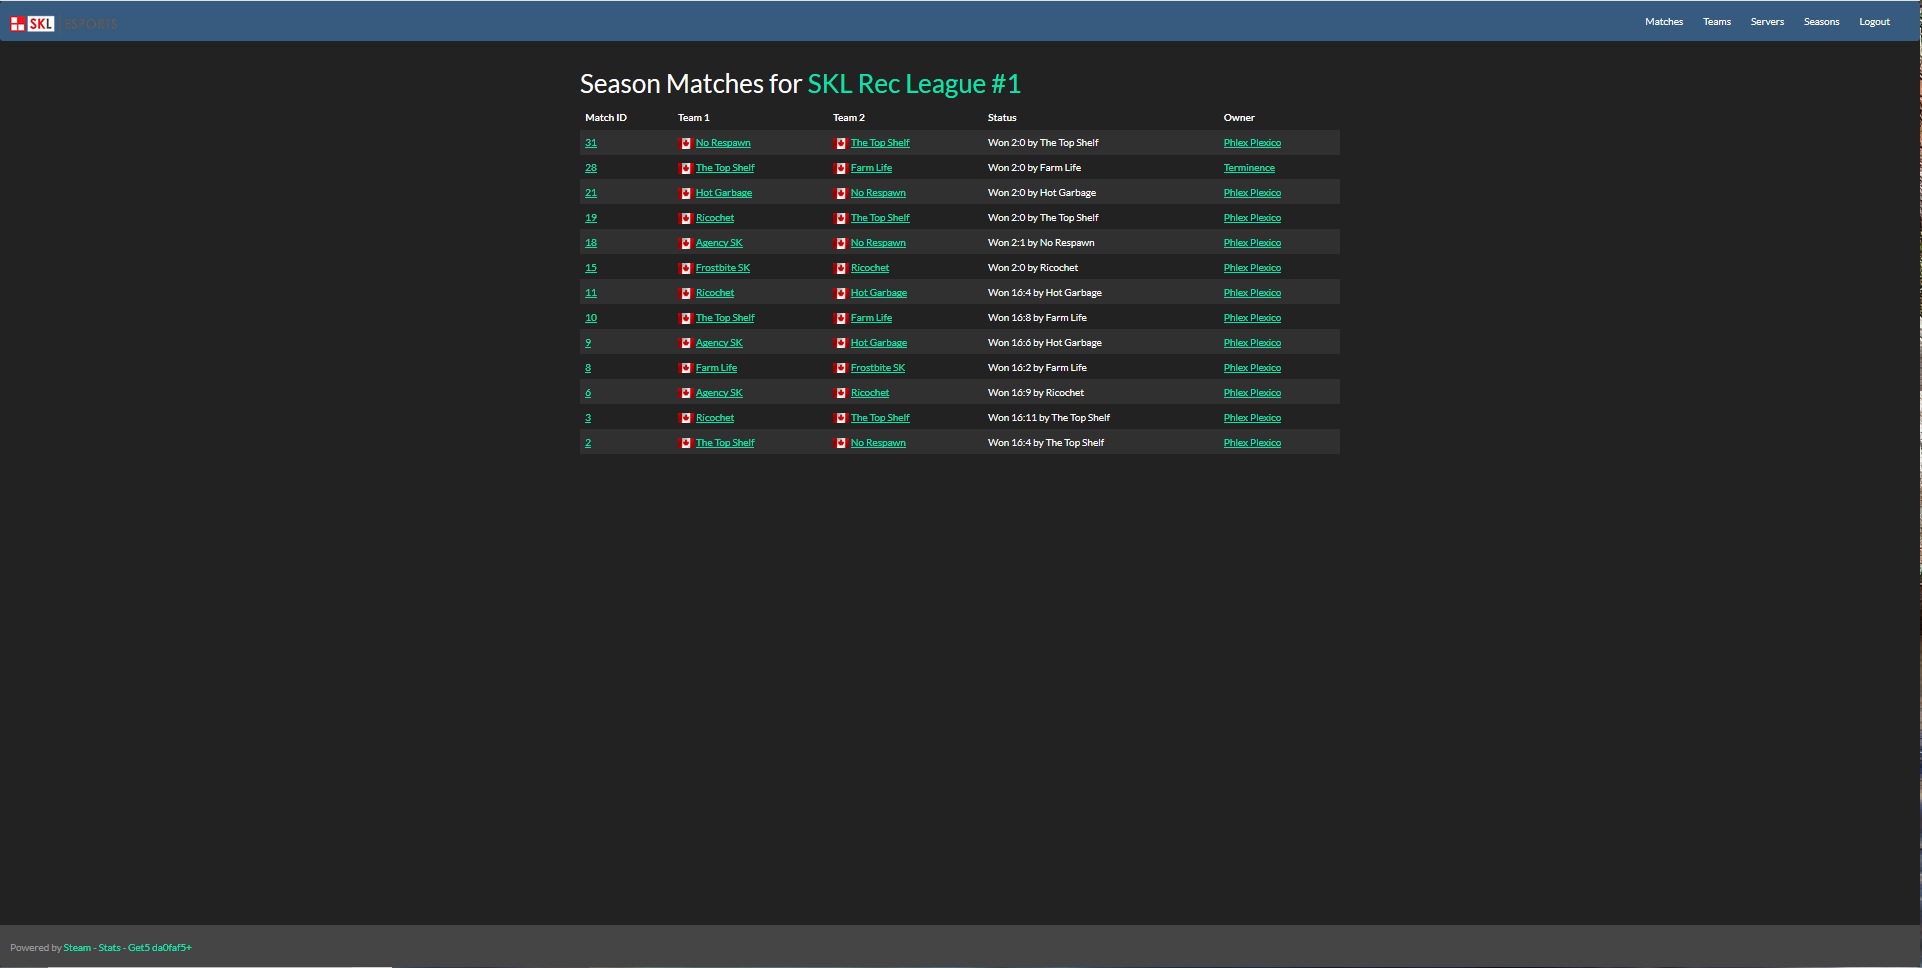 SKL ESPORTS Matches Teams Servers Seasons Logout
Season Matches for SKL Rec League #1
Match ID Team 1 Team 2 Status Owner
31 No Respawn The Top Shelf Won 2:0 by The Top Shelf Phlex Plexico
28 The Top Shelf Farm Life Won 2:0 by Farm Life Terminence
21 Hot Garbage No Respawn Won 2:0 by Hot Garbage Phlex Plexico
19 Ricochet The Top Shelf Won 2:0 by The Top Shelf Phlex Plexico
18 Agency SK No Respawn Won 2:1 by No Respawn Phlex Plexico
15 Frostbite SK Ricochet Won 2:0 by Ricochet Phlex Plexico
11 Ricochet Hot Garbage Won 16:4 by Hot Garbage Phlex Plexico
10 The Top Shelf Farm Life Won 16:8 by Farm Life Phlex Plexico
9 Agency SK Hot Garbage Won 16:6 by Hot Garbage Phlex Plexico
8 Farm Life Frostbite SK Won 16:2 by Farm Life Phlex Plexico
6 Agency SK Ricochet Won 16:9 by Ricochet Phlex Plexico
3 Ricochet The Top Shelf Won 16:11 by The Top Shelf Phlex Plexico
2 The Top Shelf No Respawn Won 16:4 by The Top Shelf Phlex Plexico
Powered by Steam - Stats - Get5 da0faf5+